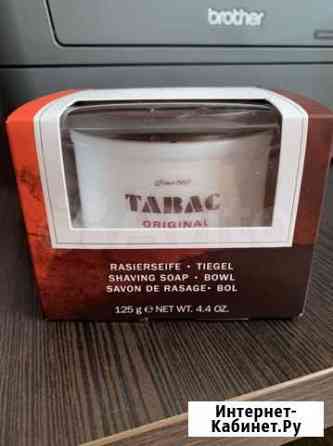 brother
Since 1959
TABAC
ORIGINAL
RASIERSEIFE • TIEGEL
SHAVING SOAP • BOWL
SAVON DE RASAGE • BOL
125 g ℮ NET WT. 4.4 OZ.
Интернет-
Кабинет.Ру